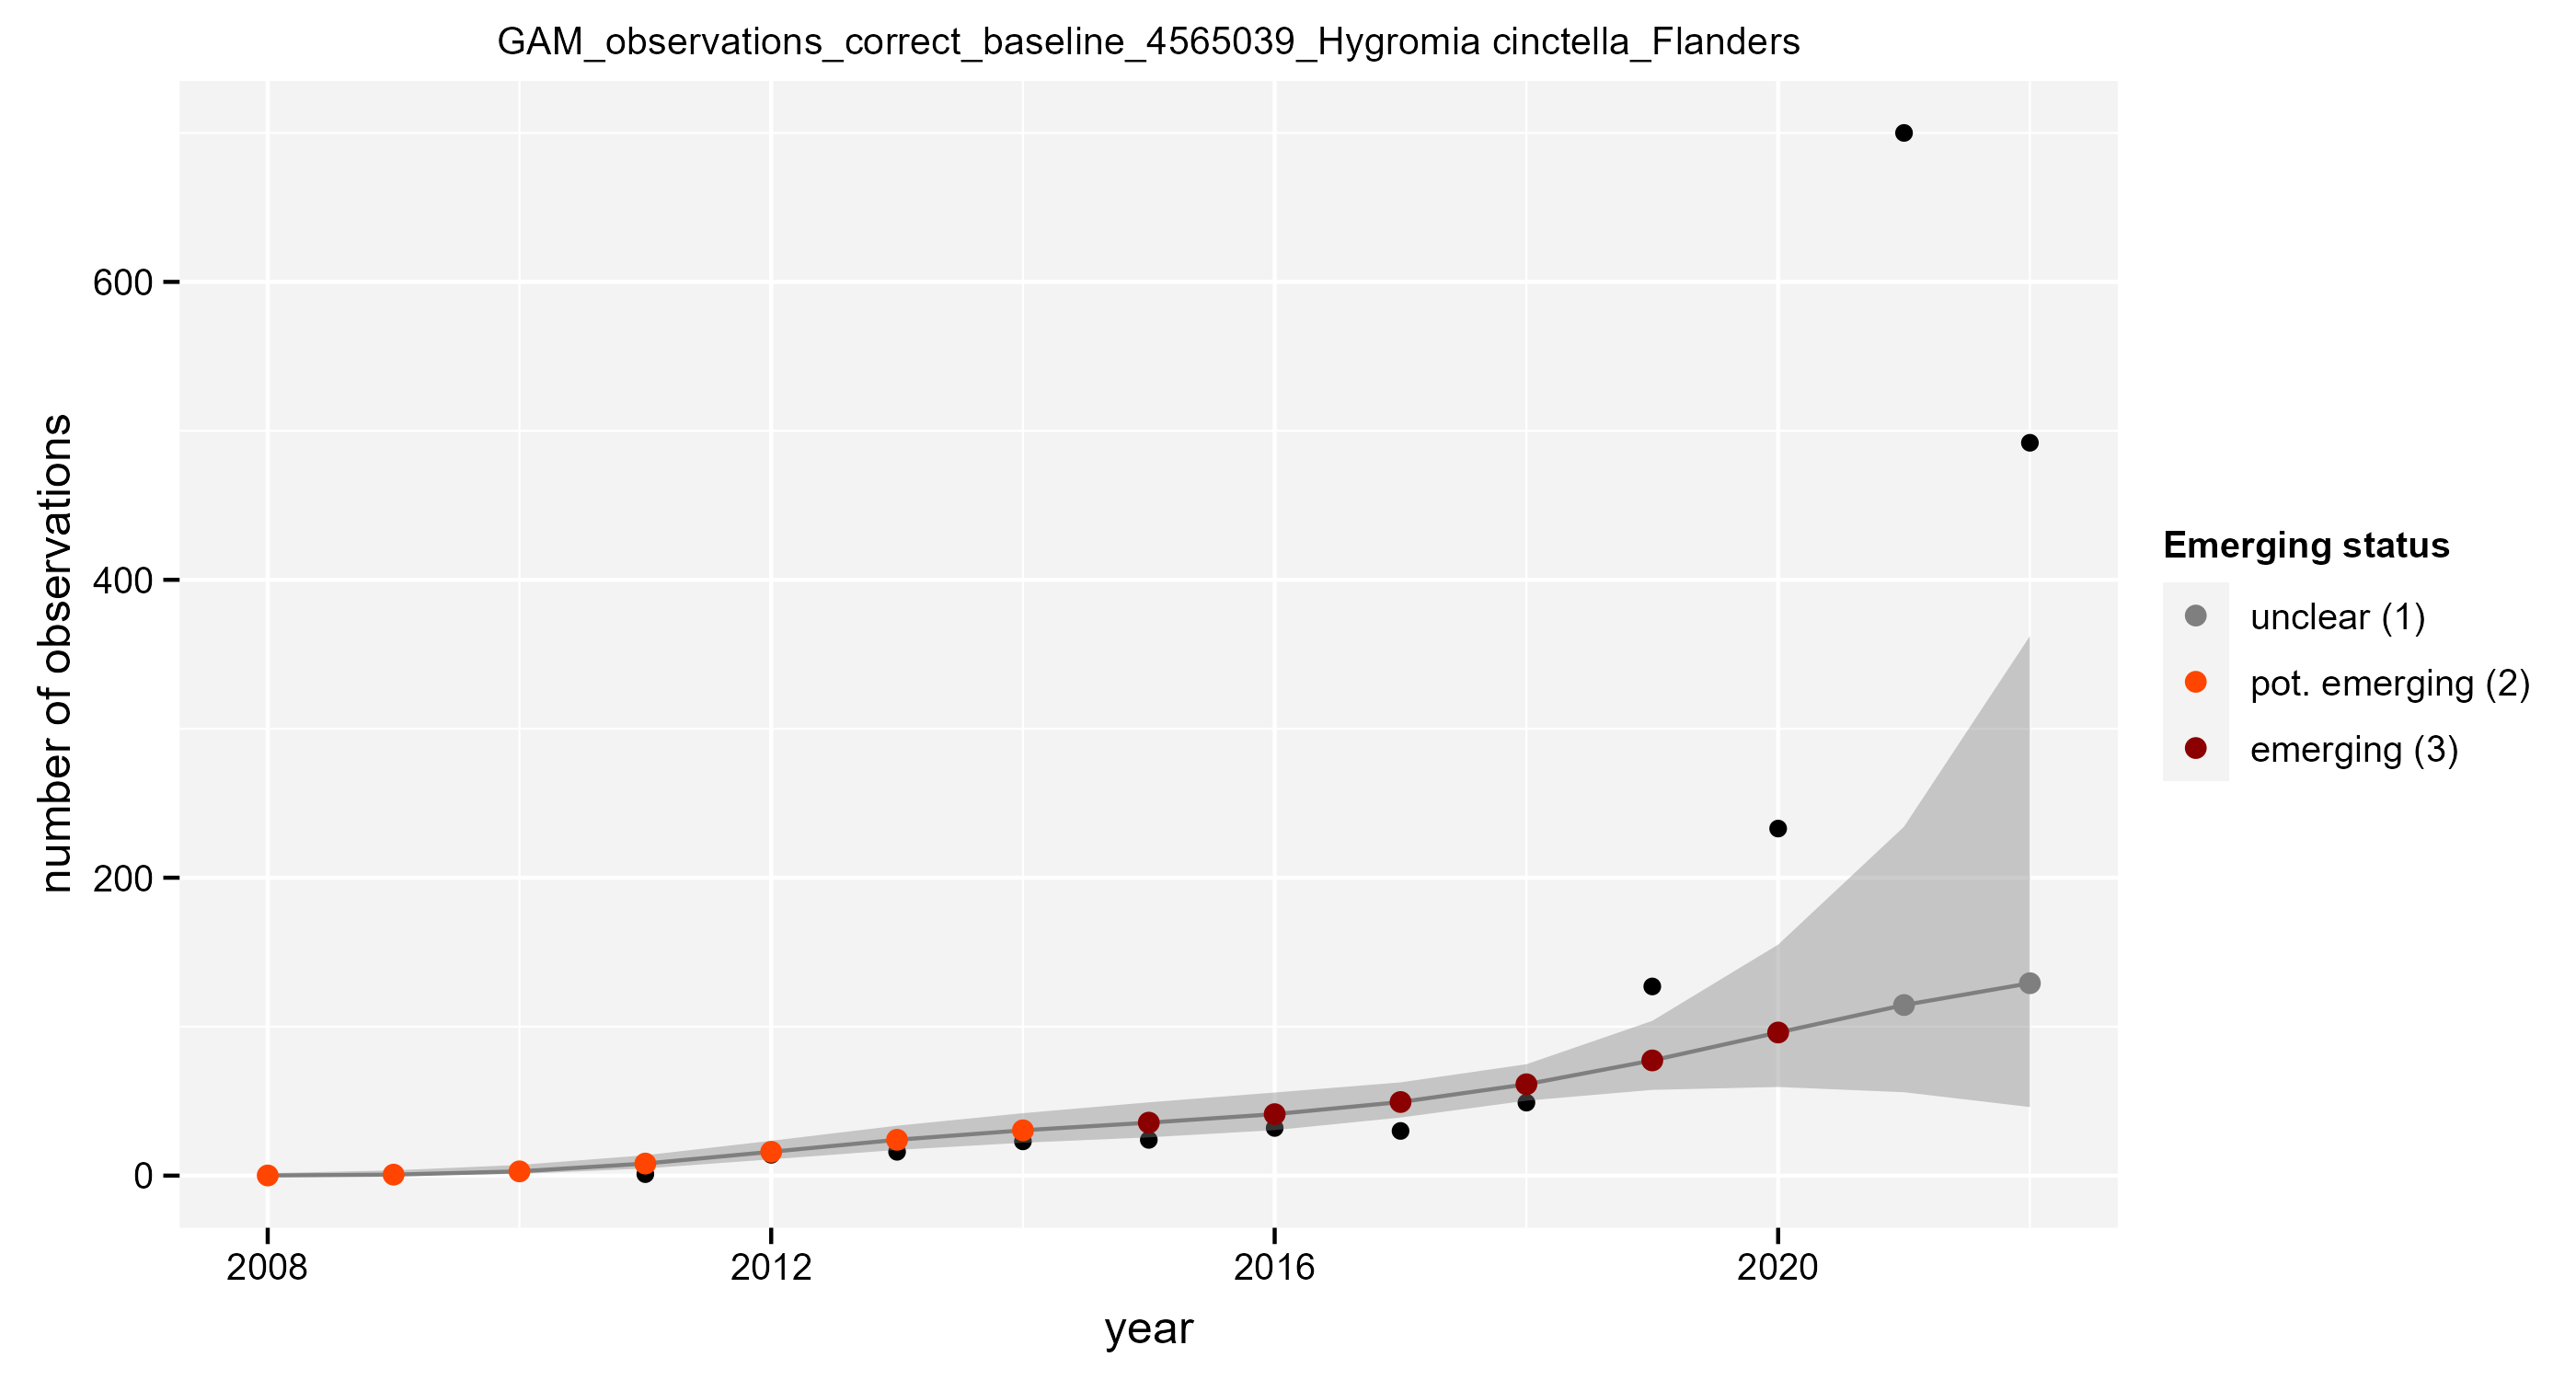 GAM_observations_correct_baseline_4565039_Hygromia cinctella_Flanders
number of observations
600
400
200
0
2008
2012
2016
2020
year
Emerging status
unclear (1)
pot. emerging (2)
emerging (3)